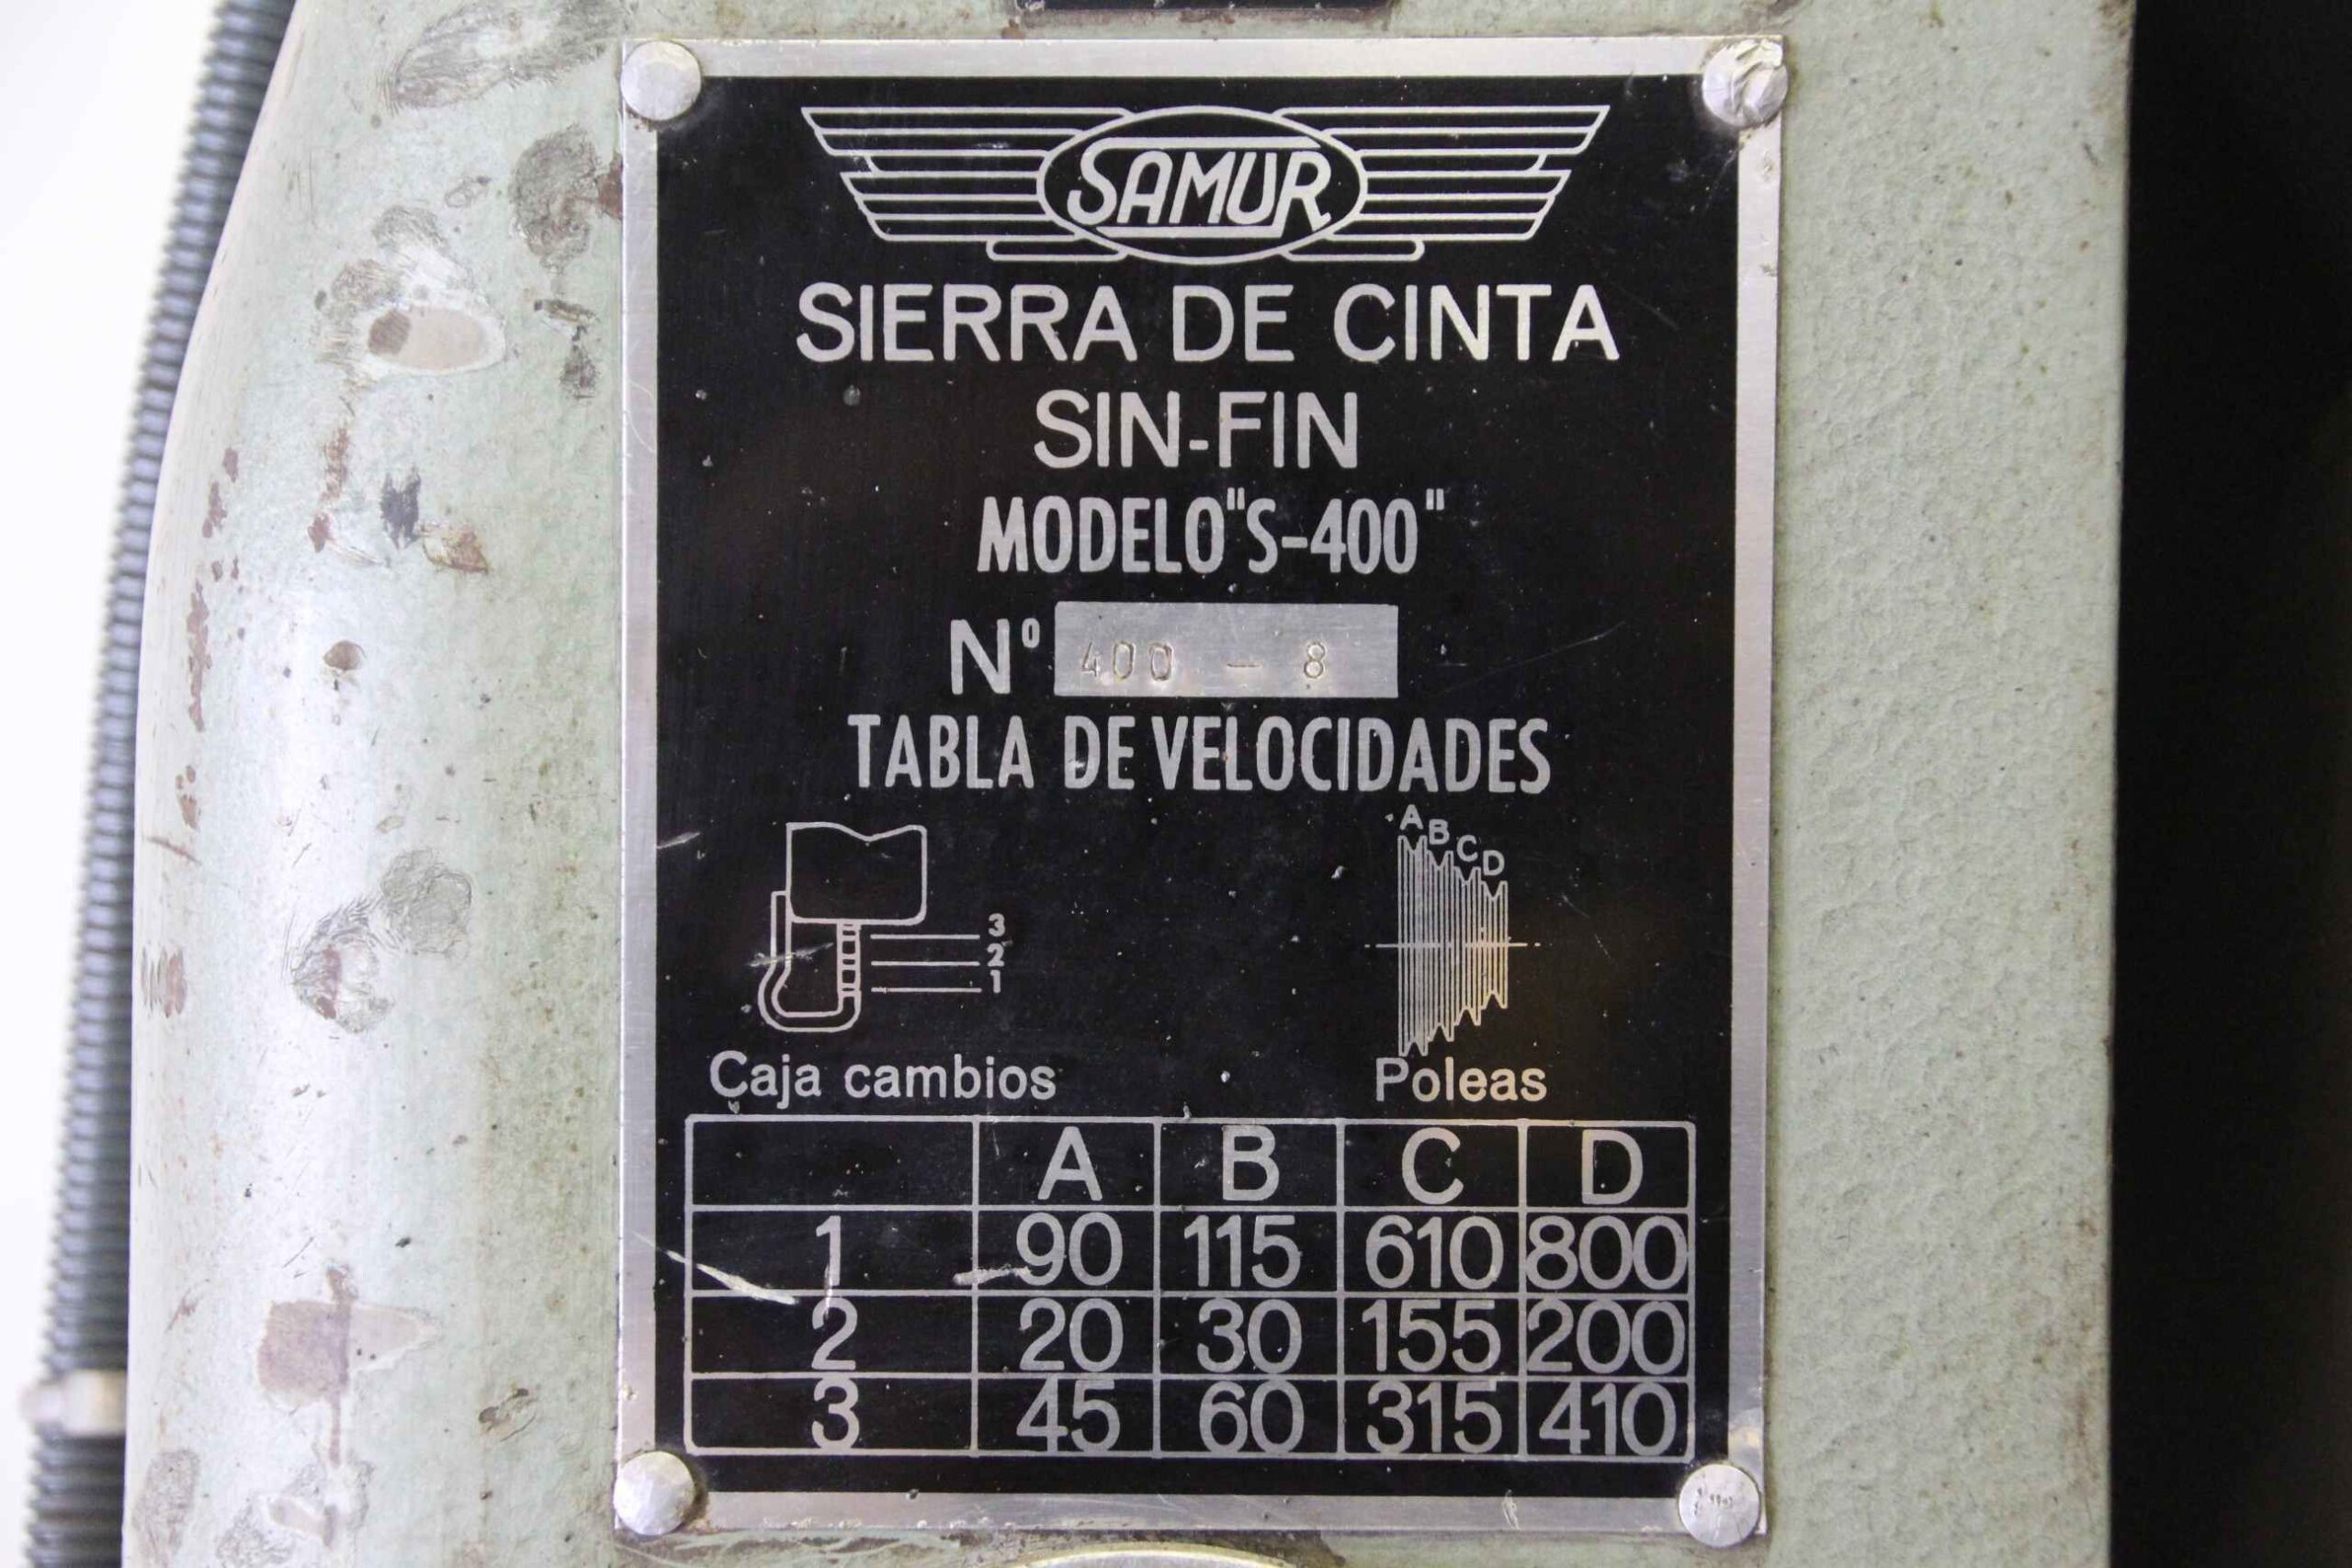 SAMUR
SIERRA DE CINTA
SIN-FIN
MODELO "S-400"
Nº 400 - 8
TABLA DE VELOCIDADES
A B C D
3
2
1
Caja cambios Poleas
A B C D
1 90 115 610 800
2 20 30 155 200
3 45 60 315 410